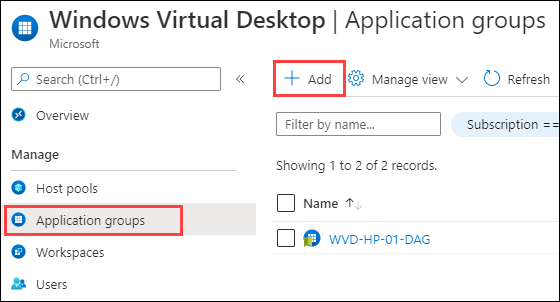 Windows Virtual Desktop | Application groups
Microsoft
Search (Ctrl+/)
«
Overview
Manage
Host pools
Application groups
Workspaces
Users
+ Add
Manage view
Refresh
Filter by name...
Subscription ==
Showing 1 to 2 of 2 records.
Name ↑↓
WVD-HP-01-DAG